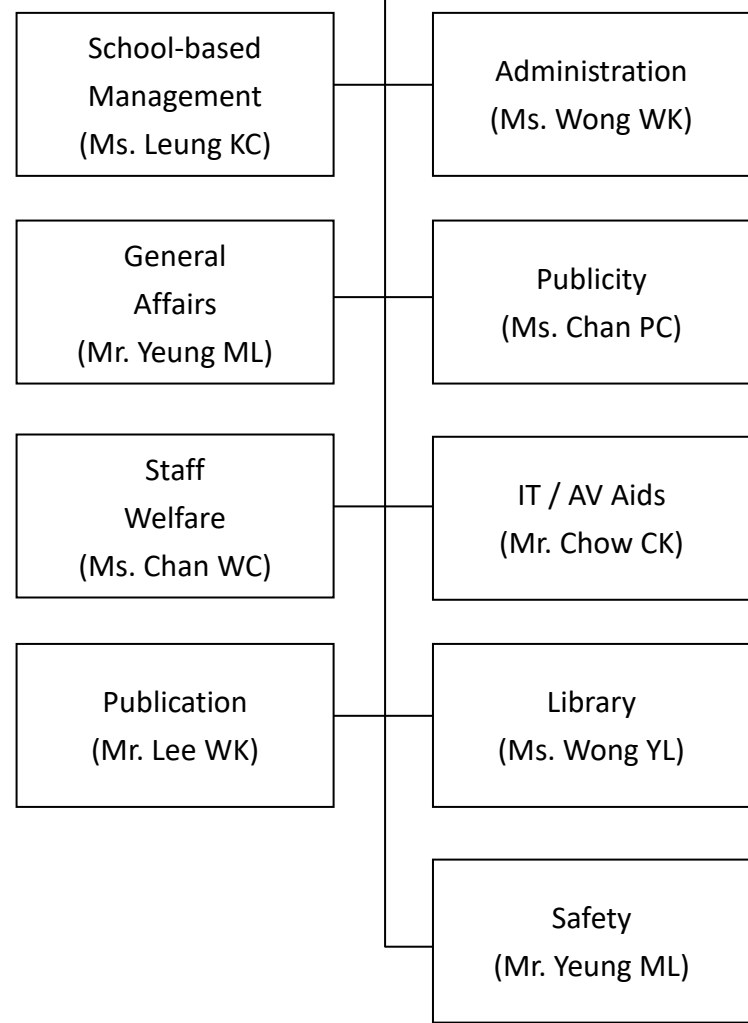 School-based
Management
(Ms. Leung KC)
Administration
(Ms. Wong WK)
General
Affairs
(Mr. Yeung ML)
Publicity
(Ms. Chan PC)
Staff
Welfare
(Ms. Chan WC)
IT / AV Aids
(Mr. Chow CK)
Publication
(Mr. Lee WK)
Library
(Ms. Wong YL)
Safety
(Mr. Yeung ML)